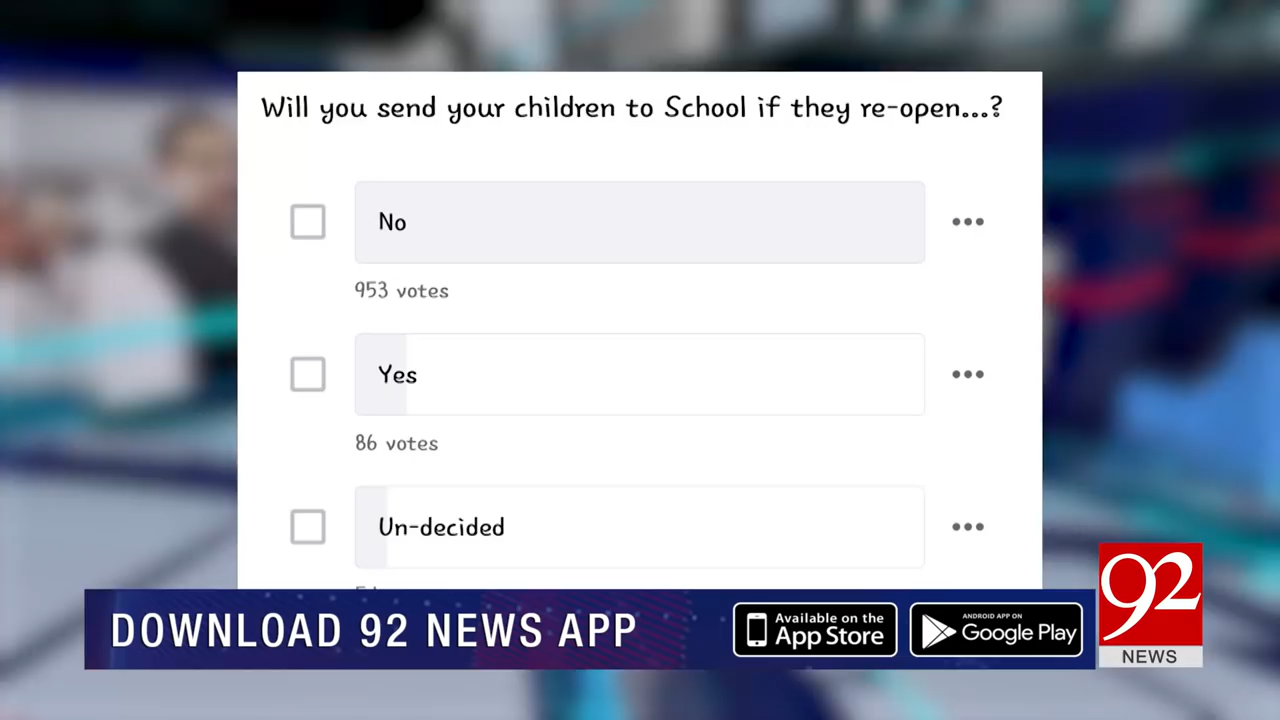 Will you send your children to School if they re-open...?
No
953 votes
Yes
86 votes
Un-decided
DOWNLOAD 92 NEWS APP
Available on the
App Store
ANDROID APP ON
Google Play
92
NEWS